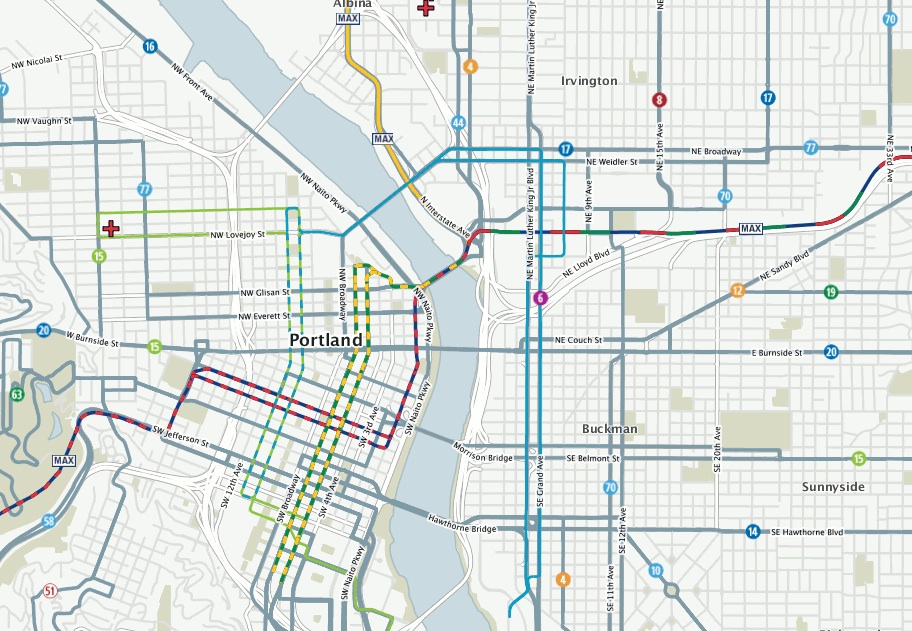 Albina
MAX
16
NW Nicolai St
NE Martin Luther King Jr
70
NW Front Ave
4
Irvington
77
8
17
NW Vaughn St
44
MAX
NE 15th Ave
NE 33rd Ave
17
NE Broadway
77
NE Weidler St
77
NW Naito Pkwy
NE Martin Luther King Jr Blvd
NE 9th Ave
70
N Interstate Ave
NW Lovejoy St
MAX
15
NE Lloyd Blvd
NE Sandy Blvd
NW Broadway
NW Glisan St
NW Naito Pkwy
6
12
19
NW Everett St
20
W Burnside St
Portland
NE Couch St
15
E Burnside St
20
63
SW Naito Pkwy
SW 3rd Ave
SW Jefferson St
Buckman
SE 20th Ave
Morrison Bridge
SE Belmont St
15
MAX
SW 12th Ave
SE Grand Ave
SW Broadway
SW 4th Ave
70
Sunnyside
58
Hawthorne Bridge
SE 12th Ave
14
SE Hawthorne Blvd
SW Naito Pkwy
10
4
51
SE 11th Ave